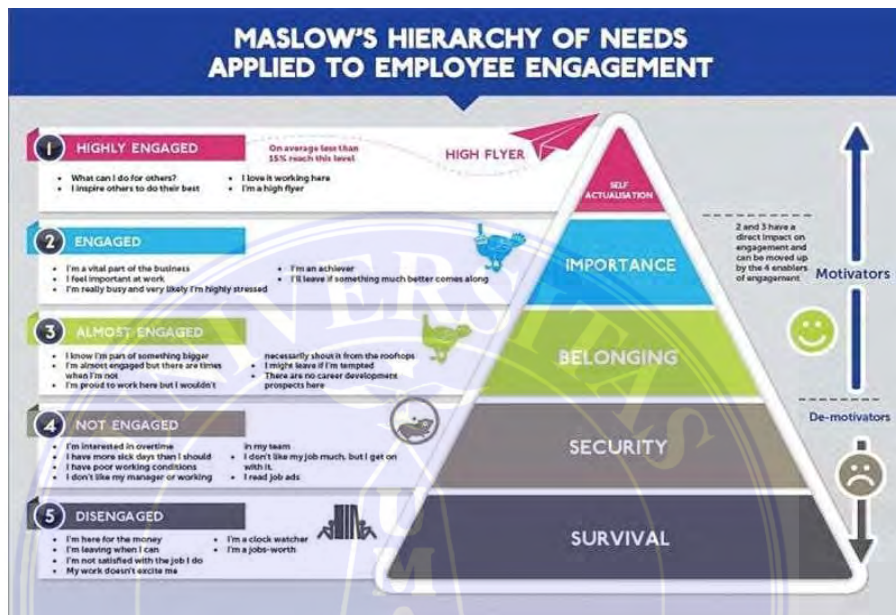 MASLOW'S HIERARCHY OF NEEDS
APPLIED TO EMPLOYEE ENGAGEMENT
1 HIGHLY ENGAGED
On average less than
15% reach this level
HIGH FLYER
• What can I do for others?
• I inspire others to do their best
• I love it working here
• I'm a high flyer
SELF
ACTUALISATION
2 ENGAGED
• I'm a vital part of the business
• I feel important at work
• I'm really busy and very likely I'm highly stressed
• I'm an achiever
• I'll leave if something much better comes along
IMPORTANCE
2 and 3 have a
direct impact on
engagement and
can be moved up
by the 4 enablers
of engagement
Motivators
3 ALMOST ENGAGED
• I know I'm part of something bigger
• I'm almost engaged but there are times
when I'm not
• I'm proud to work here but I wouldn't
necessarily shout it from the rooftops
• I might leave if I'm tempted
• There are no career development
prospects here
BELONGING
De-motivators
4 NOT ENGAGED
• I'm interested in overtime
• I have more sick days than I should
• I have poor working conditions
• I don't like my manager or working
in my team
• I don't like my job much, but I get on
with it.
• I read job ads
SECURITY
5 DISENGAGED
• I'm here for the money
• I'm leaving when I can
• I'm not satisfied with the job I do
• My work doesn't excite me
• I'm a clock watcher
• I'm a jobs-worth
SURVIVAL